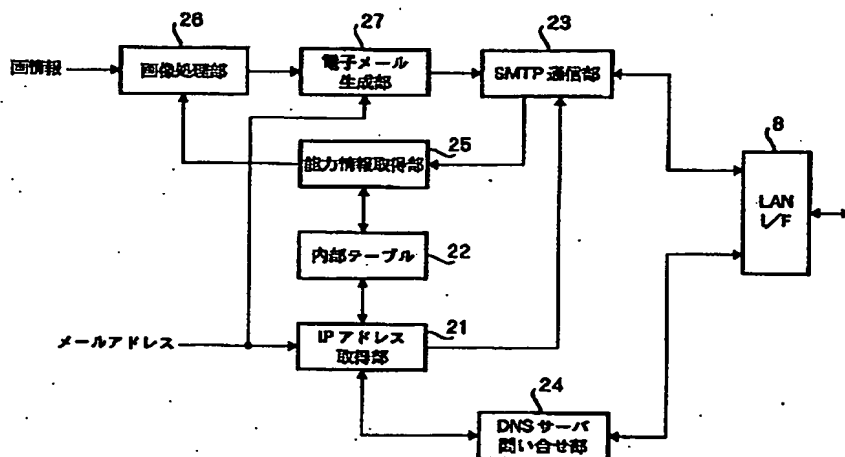 26
27
23
画情報
画像処理部
電子メール
生成部
SMTP 通信部
8
25
能力情報取得部
LAN
I/F
内部テーブル
22
21
メールアドレス
IP アドレス
取得部
24
DNS サーバ
問い合せ部